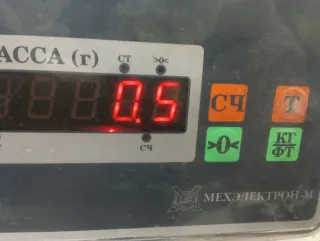 АССА (г)
СТ >0<
0.5
СЧ Т
>0< КГ
ФТ
СЧ
МЕХЭЛЕКТРОН-М